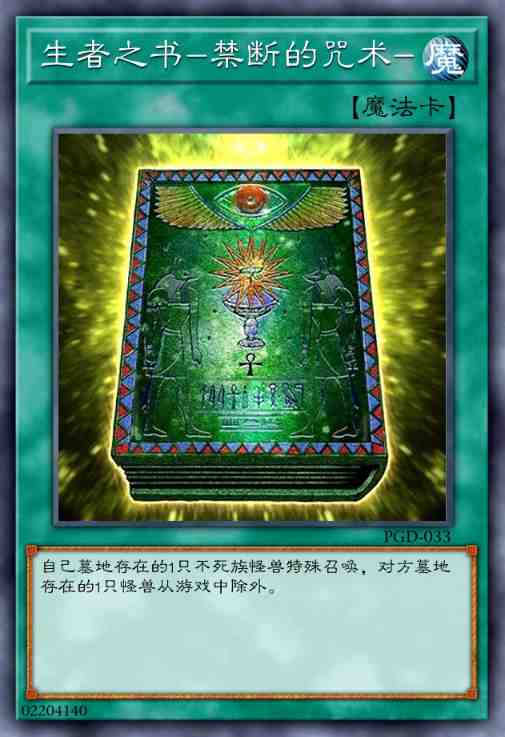 生者之书-禁断的咒术-
魔
【魔法卡】
PGD-033
自己墓地存在的1只不死族怪兽特殊召唤，对方墓地
存在的1只怪兽从游戏中除外。
02204140